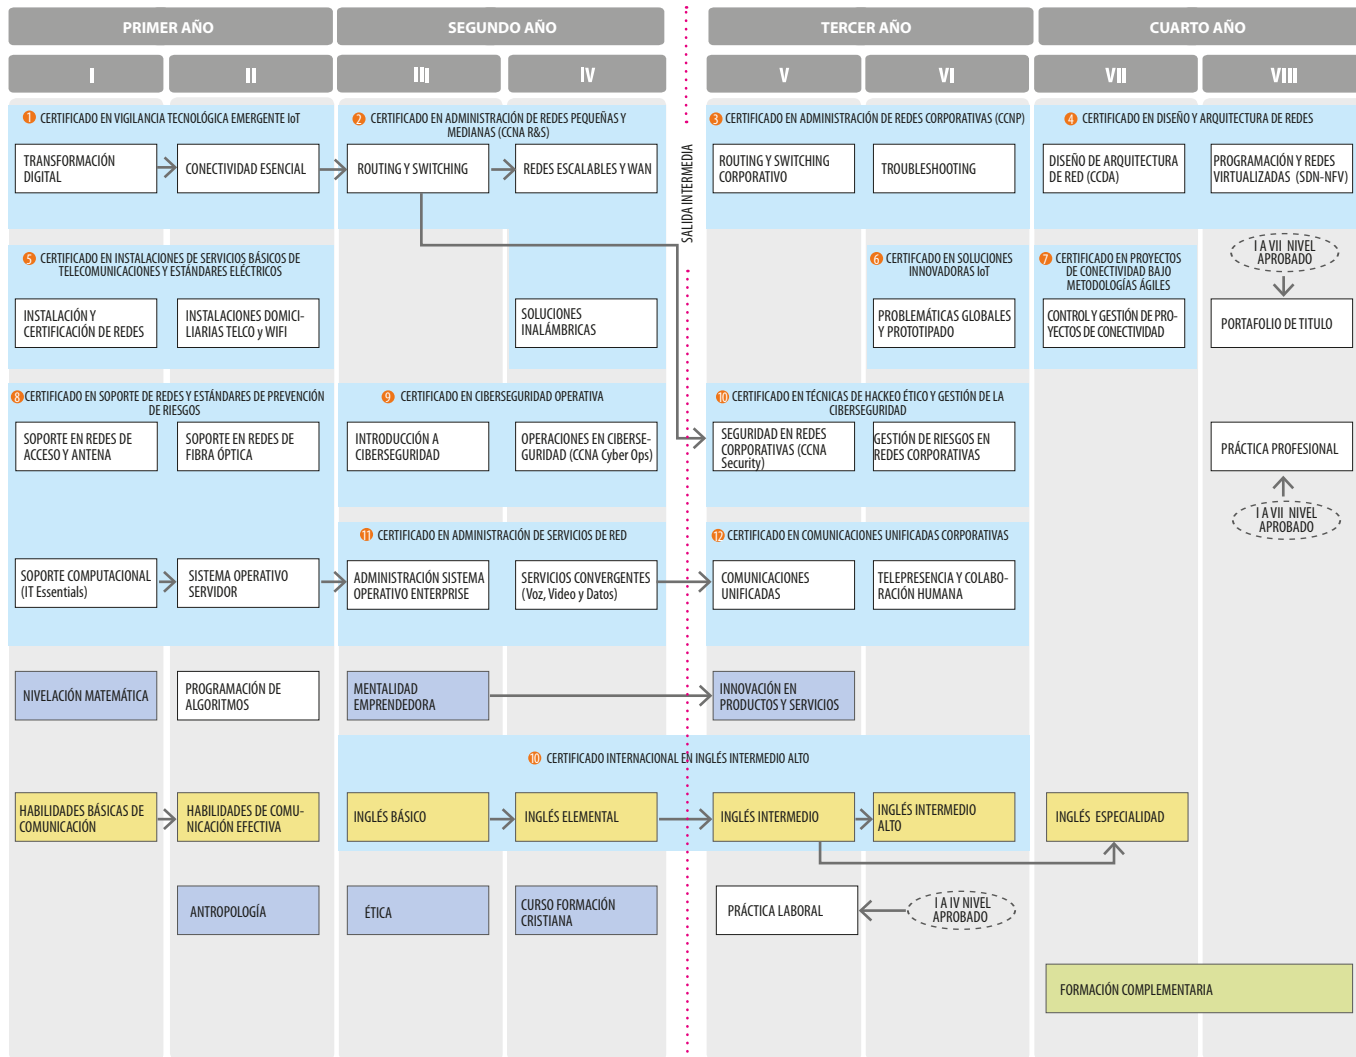 PRIMER AÑO
SEGUNDO AÑO
TERCER AÑO
CUARTO AÑO
I
II
III
IV
V
VI
VII
VIII
SALIDA INTERMEDIA
1 CERTIFICADO EN VIGILANCIA TECNOLÓGICA EMERGENTE IoT
2 CERTIFICADO EN ADMINISTRACIÓN DE REDES PEQUEÑAS Y
MEDIANAS (CCNA R&S)
3 CERTIFICADO EN ADMINISTRACIÓN DE REDES CORPORATIVAS (CCNP)
4 CERTIFICADO EN DISEÑO Y ARQUITECTURA DE REDES
TRANSFORMACIÓN
DIGITAL
CONECTIVIDAD ESENCIAL
ROUTING Y SWITCHING
REDES ESCALABLES Y WAN
ROUTING Y SWITCHING
CORPORATIVO
TROUBLESHOOTING
DISEÑO DE ARQUITECTURA
DE RED (CCDA)
PROGRAMACIÓN Y REDES
VIRTUALIZADAS (SDN-NFV)
5 CERTIFICADO EN INSTALACIONES DE SERVICIOS BÁSICOS DE
TELECOMUNICACIONES Y ESTÁNDARES ELÉCTRICOS
6 CERTIFCADO EN SOLUCIONES
INNOVADORAS IoT
7 CERTIFICADO EN PROYECTOS
DE CONECTIVIDAD BAJO
METODOLOGÍAS ÁGILES
I A VII NIVEL
APROBADO
INSTALACIÓN Y
CERTIFICACIÓN DE REDES
INSTALACIONES DOMICI-
LIARIAS TELCO y WIFI
SOLUCIONES
INALÁMBRICAS
PROBLEMÁTICAS GLOBALES
Y PROTOTIPADO
CONTROL Y GESTIÓN DE PRO-
YECTOS DE CONECTIVIDAD
PORTAFOLIO DE TITULO
8 CERTIFICADO EN SOPORTE DE REDES Y ESTÁNDARES DE PREVENCIÓN
DE RIESGOS
9 CERTIFICADO EN CIBERSEGURIDAD OPERATIVA
10 CERTIFICADO EN TÉCNICAS DE HACKEO ÉTICO Y GESTIÓN DE LA
CIBERSEGURIDAD
SOPORTE EN REDES DE
ACCESO Y ANTENA
SOPORTE EN REDES DE
FIBRA ÓPTICA
INTRODUCCIÓN A
CIBERSEGURIDAD
OPERACIONES EN CIBERSE-
GURIDAD (CCNA Cyber Ops)
SEGURIDAD EN REDES
CORPORATIVAS (CCNA
Security)
GESTIÓN DE RIESGOS EN
REDES CORPORATIVAS
PRÁCTICA PROFESIONAL
I A VII NIVEL
APROBADO
11 CERTIFICADO EN ADMINISTRACIÓN DE SERVICIOS DE RED
12 CERTIFICADO EN COMUNICACIONES UNIFICADAS CORPORATIVAS
SOPORTE COMPUTACIONAL
(IT Essentials)
SISTEMA OPERATIVO
SERVIDOR
ADMINISTRACIÓN SISTEMA
OPERATIVO ENTERPRISE
SERVICIOS CONVERGENTES
(Voz, Video y Datos)
COMUNICACIONES
UNIFICADAS
TELEPRESENCIA Y COLABO-
RACIÓN HUMANA
NIVELACIÓN MATEMÁTICA
PROGRAMACIÓN DE
ALGORITMOS
MENTALIDAD
EMPRENDEDORA
INNOVACIÓN EN
PRODUCTOS Y SERVICIOS
10 CERTIFICADO INTERNACIONAL EN INGLÉS INTERMEDIO ALTO
HABILIDADES BÁSICAS DE
COMUNICACIÓN
HABILIDADES DE COMU-
NICACIÓN EFECTIVA
INGLÉS BÁSICO
INGLÉS ELEMENTAL
INGLÉS INTERMEDIO
INGLÉS INTERMEDIO
ALTO
INGLÉS ESPECIALIDAD
ANTROPOLOGÍA
ÉTICA
CURSO FORMACIÓN
CRISTIANA
PRÁCTICA LABORAL
I A IV NIVEL
APROBADO
FORMACIÓN COMPLEMENTARIA